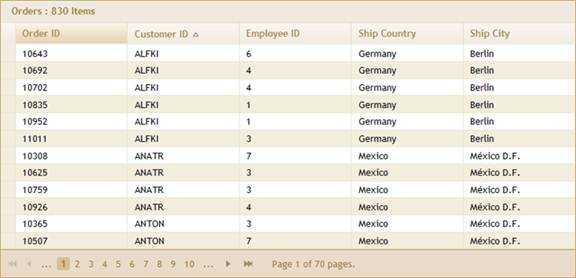 Orders : 830 Items
Order ID Customer ID Employee ID Ship Country Ship City
10643 ALFKI 6 Germany Berlin
10692 ALFKI 4 Germany Berlin
10702 ALFKI 4 Germany Berlin
10835 ALFKI 1 Germany Berlin
10952 ALFKI 1 Germany Berlin
11011 ALFKI 3 Germany Berlin
10308 ANATR 7 Mexico México D.F.
10625 ANATR 3 Mexico México D.F.
10759 ANATR 3 Mexico México D.F.
10926 ANATR 4 Mexico México D.F.
10365 ANTON 3 Mexico México D.F.
10507 ANTON 7 Mexico México D.F.
... 1 2 3 4 5 6 7 8 9 10 ... Page 1 of 70 pages.